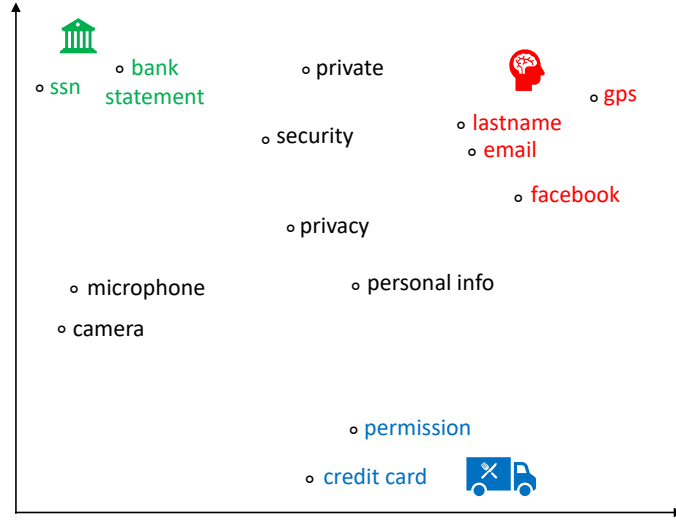 bank
statement
ssn
private
gps
security
lastname
email
facebook
privacy
microphone
personal info
camera
permission
credit card